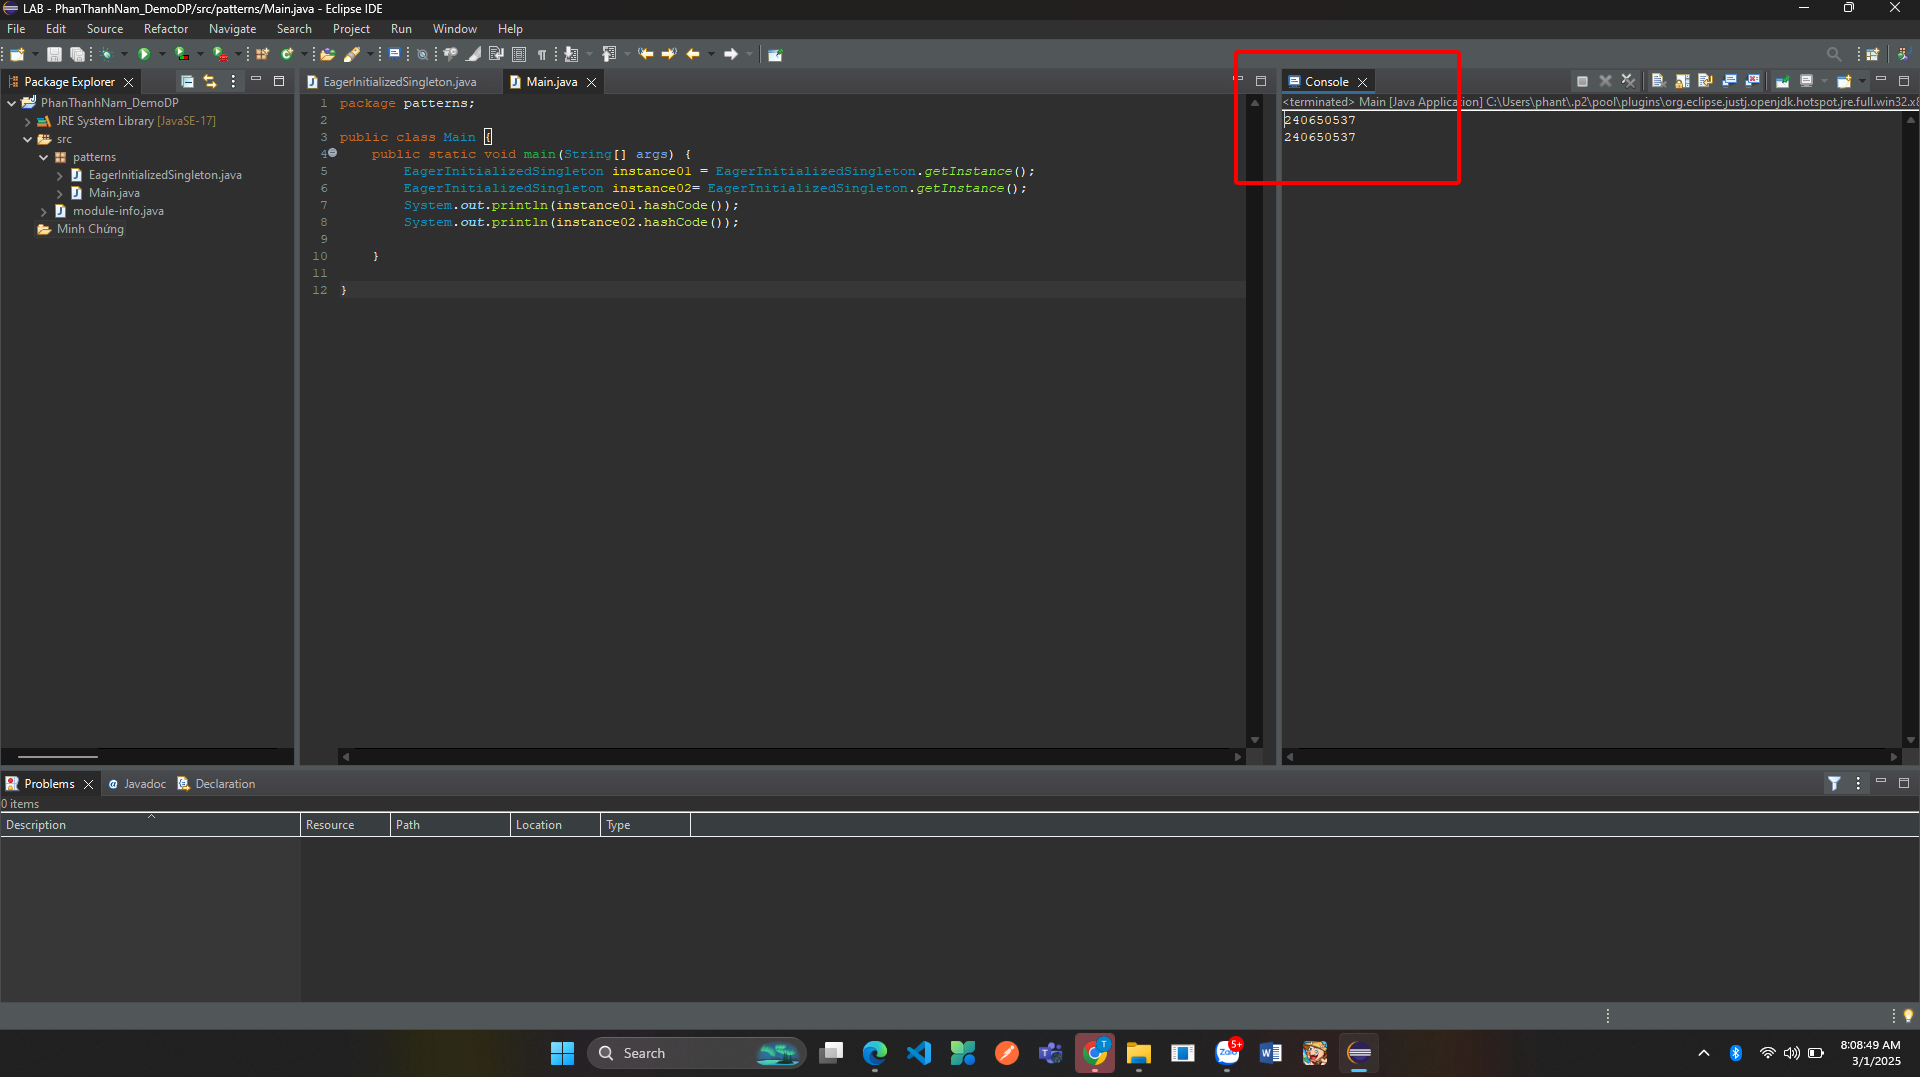 LAB - PhanThanhNam_DemoDP/src/patterns/Main.java - Eclipse IDE
File Edit Source Refactor Navigate Search Project Run Window Help
Package Explorer
PhanThanhNam_DemoDP
JRE System Library [JavaSE-17]
src
patterns
EagerInitializedSingleton.java
Main.java
module-info.java
Minh Chứng
EagerInitializedSingleton.java Main.java
1 package patterns;
2
3 public class Main {
4 public static void main(String[] args) {
5 EagerInitializedSingleton instance01 = EagerInitializedSingleton.getInstance();
6 EagerInitializedSingleton instance02= EagerInitializedSingleton.getInstance();
7 System.out.println(instance01.hashCode());
8 System.out.println(instance02.hashCode());
9
10 }
11
12 }
Console
<terminated> Main [Java Application] C:\Users\phant\.p2\pool\plugins\org.eclipse.justj.openjdk.hotspot.jre.full.win32.x8
240650537
240650537
Problems Javadoc Declaration
0 items
Description Resource Path Location Type
Search
T
Zalo
5+
8:08:49 AM
3/1/2025